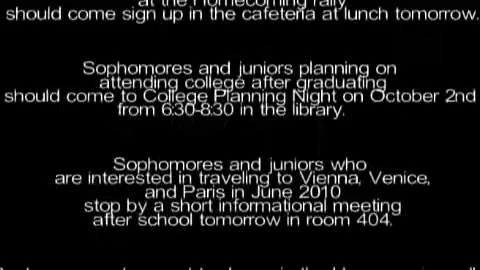 at the Homecoming rally
should come sign up in the cafeteria at lunch tomorrow.
Sophomores and juniors planning on
attending college after graduating
should come to College Planning Night on October 2nd
from 6:30-8:30 in the library.
Sophomores and juniors who
are interested in traveling to Vienna, Venice,
and Paris in June 2010
stop by a short informational meeting
after school tomorrow in room 404.